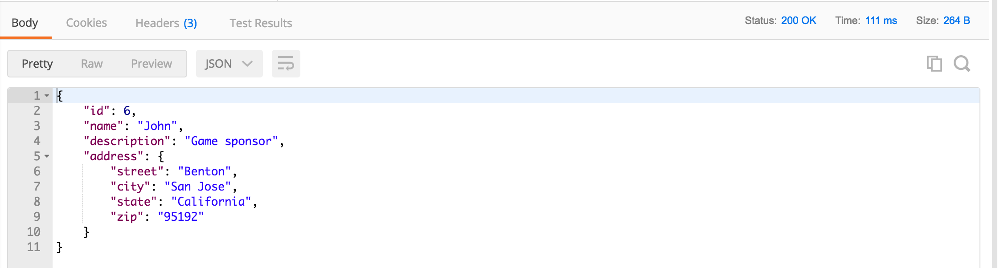 Body Cookies Headers (3) Test Results Status: 200 OK Time: 111 ms Size: 264 B
Pretty Raw Preview JSON
1 {
2 "id": 6,
3 "name": "John",
4 "description": "Game sponsor",
5 "address": {
6 "street": "Benton",
7 "city": "San Jose",
8 "state": "California",
9 "zip": "95192"
10 }
11 }